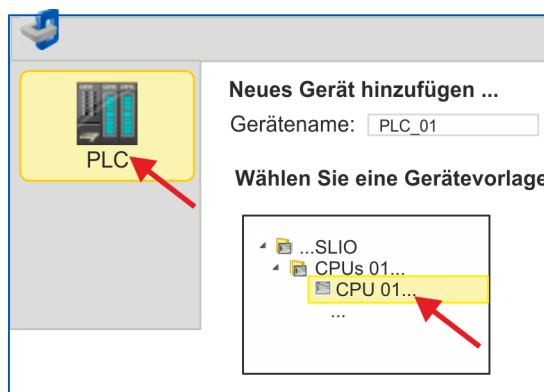 PLC
Neues Gerät hinzufügen ...
Gerätename: PLC_01
Wählen Sie eine Gerätevorlage
...SLIO
CPUs 01...
CPU 01...
...